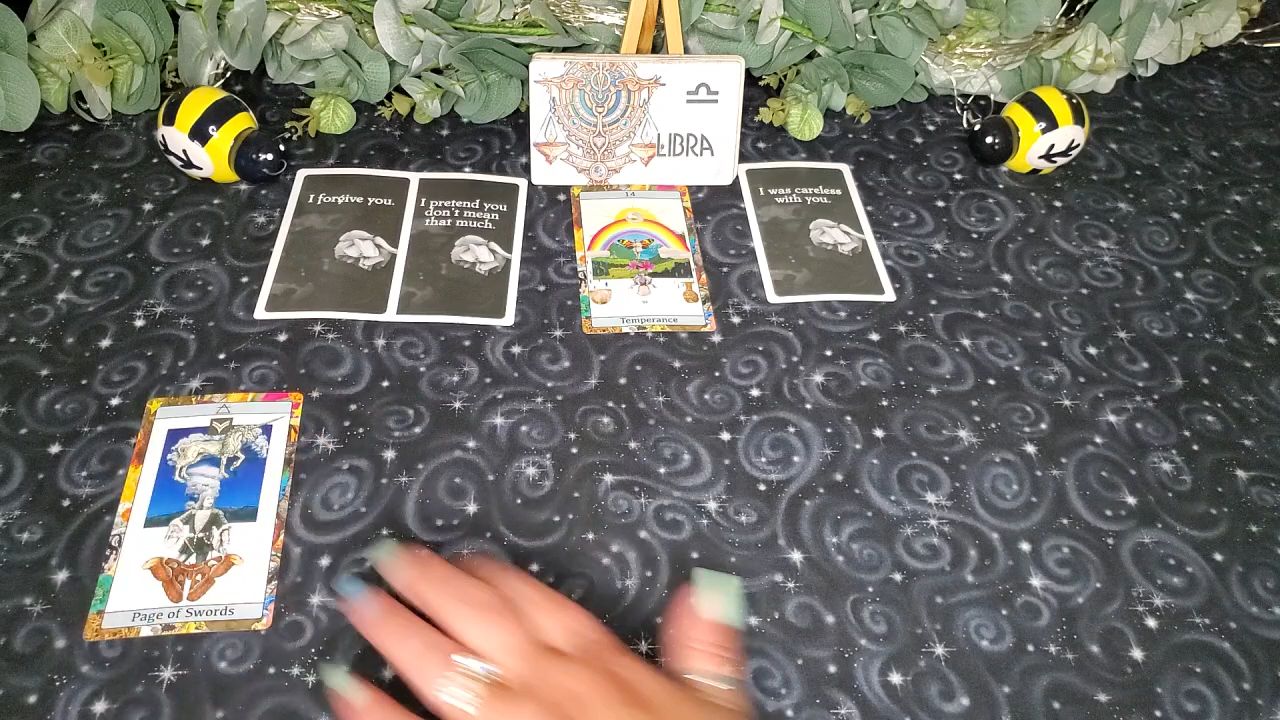 LIBRA
I forgive you.
I pretend you
don't mean
that much.
14
Temperance
I was careless
with you.
Page of Swords